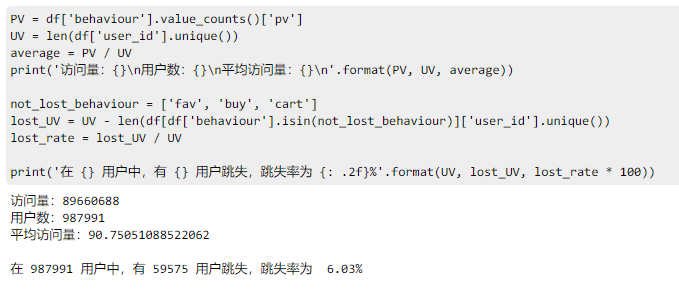 PV = df['behaviour'].value_counts()['pv']
UV = len(df['user_id'].unique())
average = PV / UV
print('访问量：{}\n用户数：{}\n平均访问量：{}\n'.format(PV, UV, average))
not_lost_behaviour = ['fav', 'buy', 'cart']
lost_UV = UV - len(df[df['behaviour'].isin(not_lost_behaviour)]['user_id'].unique())
lost_rate = lost_UV / UV
print('在 {} 用户中，有 {} 用户跳失，跳失率为 {: .2f}%'.format(UV, lost_UV, lost_rate * 100))
访问量：89660688
用户数：987991
平均访问量：90.75051088522062
在 987991 用户中，有 59575 用户跳失，跳失率为  6.03%